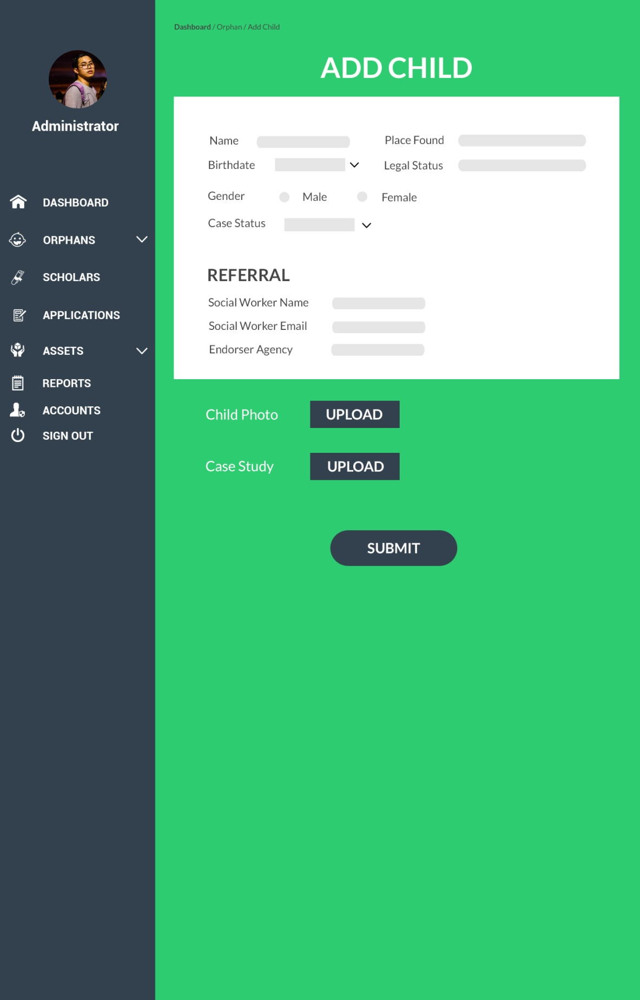 Dashboard / Orphan / Add Child
ADD CHILD
Administrator
DASHBOARD
ORPHANS
SCHOLARS
APPLICATIONS
ASSETS
REPORTS
ACCOUNTS
SIGN OUT
Name
Place Found
Birthdate
Legal Status
Gender Male Female
Case Status
REFERRAL
Social Worker Name
Social Worker Email
Endorser Agency
Child Photo UPLOAD
Case Study UPLOAD
SUBMIT